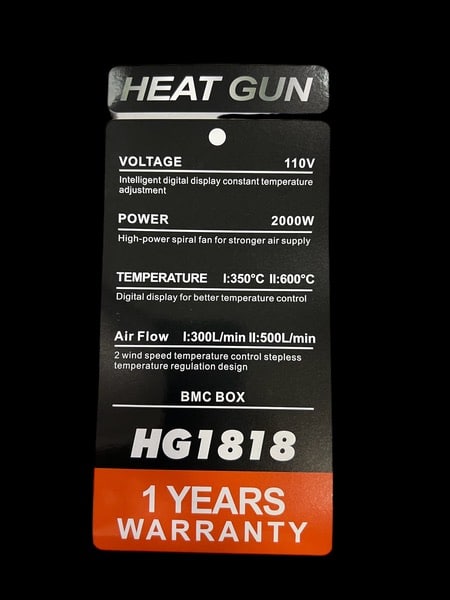 HEAT GUN
VOLTAGE 110V
Intelligent digital display constant temperature
adjustment
POWER 2000W
High-power spiral fan for stronger air supply
TEMPERATURE I:350°C II:600°C
Digital display for better temperature control
Air Flow I:300L/min II:500L/min
2 wind speed temperature control stepless
temperature regulation design
BMC BOX
HG1818
1 YEARS
WARRANTY